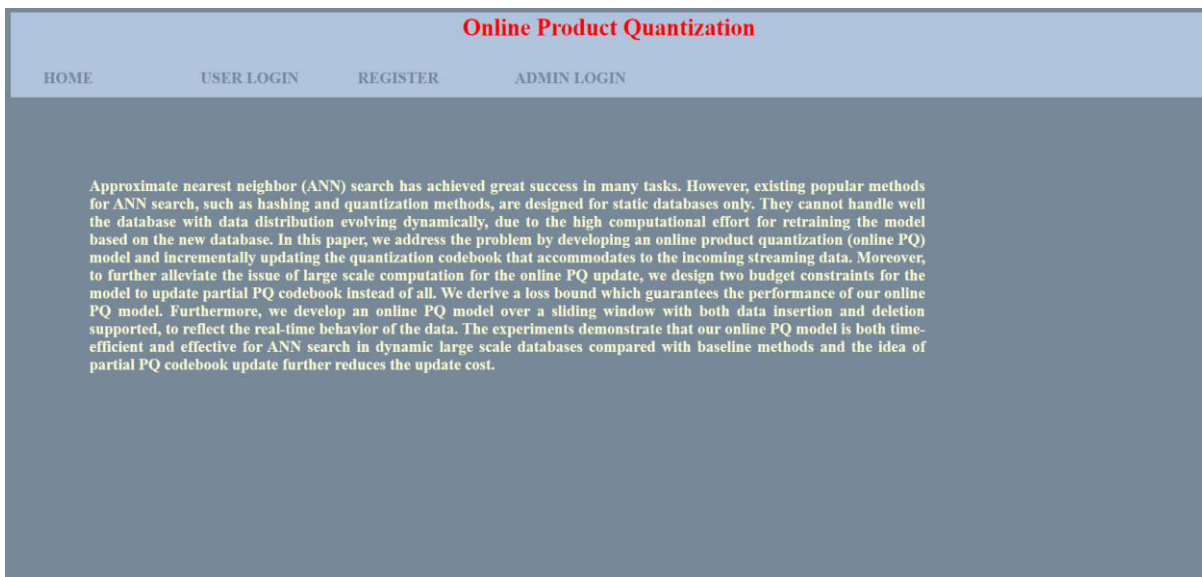 Online Product Quantization
HOME USER LOGIN REGISTER ADMIN LOGIN
Approximate nearest neighbor (ANN) search has achieved great success in many tasks. However, existing popular methods
for ANN search, such as hashing and quantization methods, are designed for static databases only. They cannot handle well
the database with data distribution evolving dynamically, due to the high computational effort for retraining the model
based on the new database. In this paper, we address the problem by developing an online product quantization (online PQ)
model and incrementally updating the quantization codebook that accommodates to the incoming streaming data. Moreover,
to further alleviate the issue of large scale computation for the online PQ update, we design two budget constraints for the
model to update partial PQ codebook instead of all. We derive a loss bound which guarantees the performance of our online
PQ model. Furthermore, we develop an online PQ model over a sliding window with both data insertion and deletion
supported, to reflect the real-time behavior of the data. The experiments demonstrate that our online PQ model is both time-
efficient and effective for ANN search in dynamic large scale databases compared with baseline methods and the idea of
partial PQ codebook update further reduces the update cost.